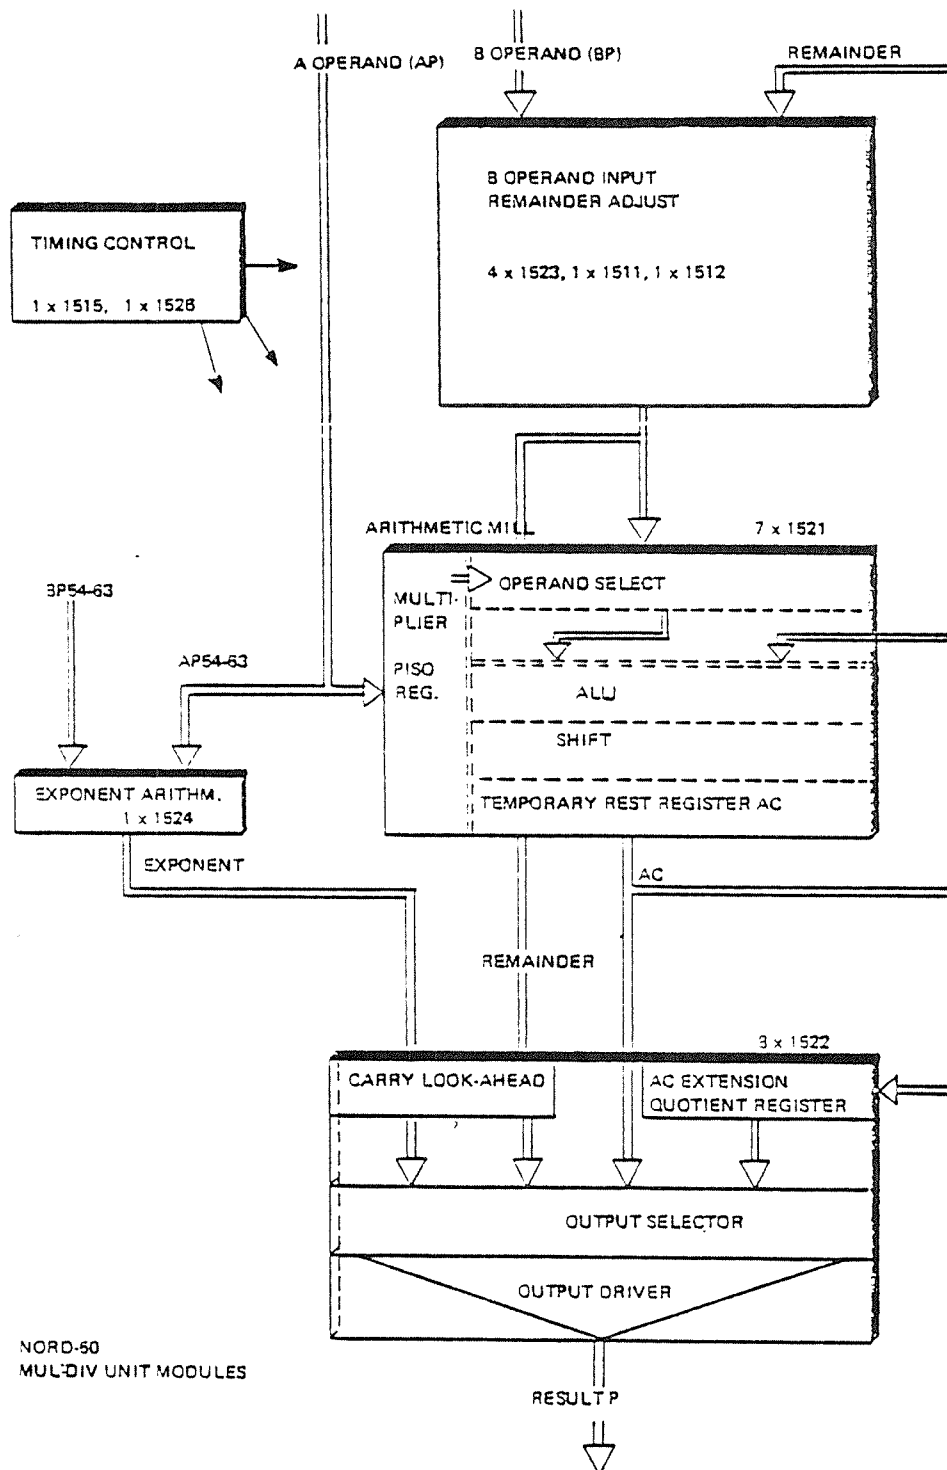 A OPERAND (AP)
B OPERAND (BP)
REMAINDER
B OPERAND INPUT
REMAINDER ADJUST
4 x 1523, 1 x 1511, 1 x 1512
TIMING CONTROL
1 x 1515, 1 x 1526
ARITHMETIC MILL
7 x 1521
OPERAND SELECT
MULTI-
PLIER
PISO
REG.
ALU
SHIFT
TEMPORARY REST REGISTER AC
BP54-63
AP54-63
EXPONENT ARITHM.
1 x 1524
EXPONENT
AC
REMAINDER
3 x 1522
CARRY LOOK-AHEAD
AC EXTENSION
QUOTIENT REGISTER
OUTPUT SELECTOR
OUTPUT DRIVER
NORD-50
MUL-DIV UNIT MODULES
RESULT P